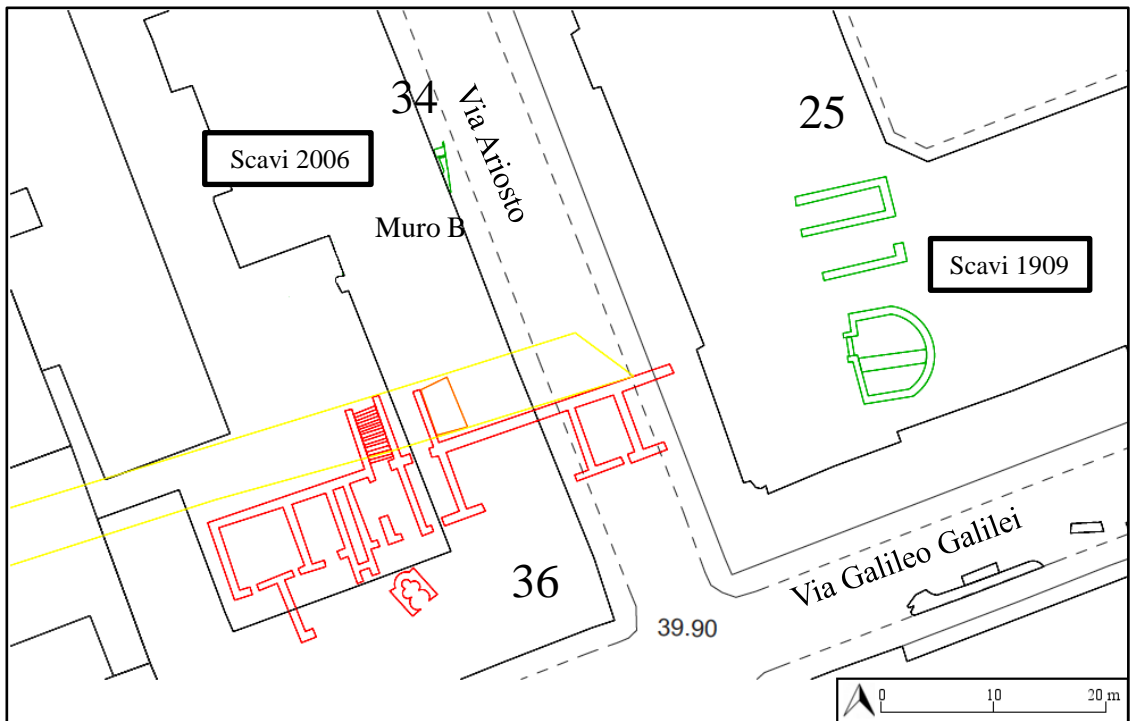 34
Via Ariosto
25
Scavi 2006
Muro B
Scavi 1909
Via Galileo Galilei
36
39.90
0 10 20 m